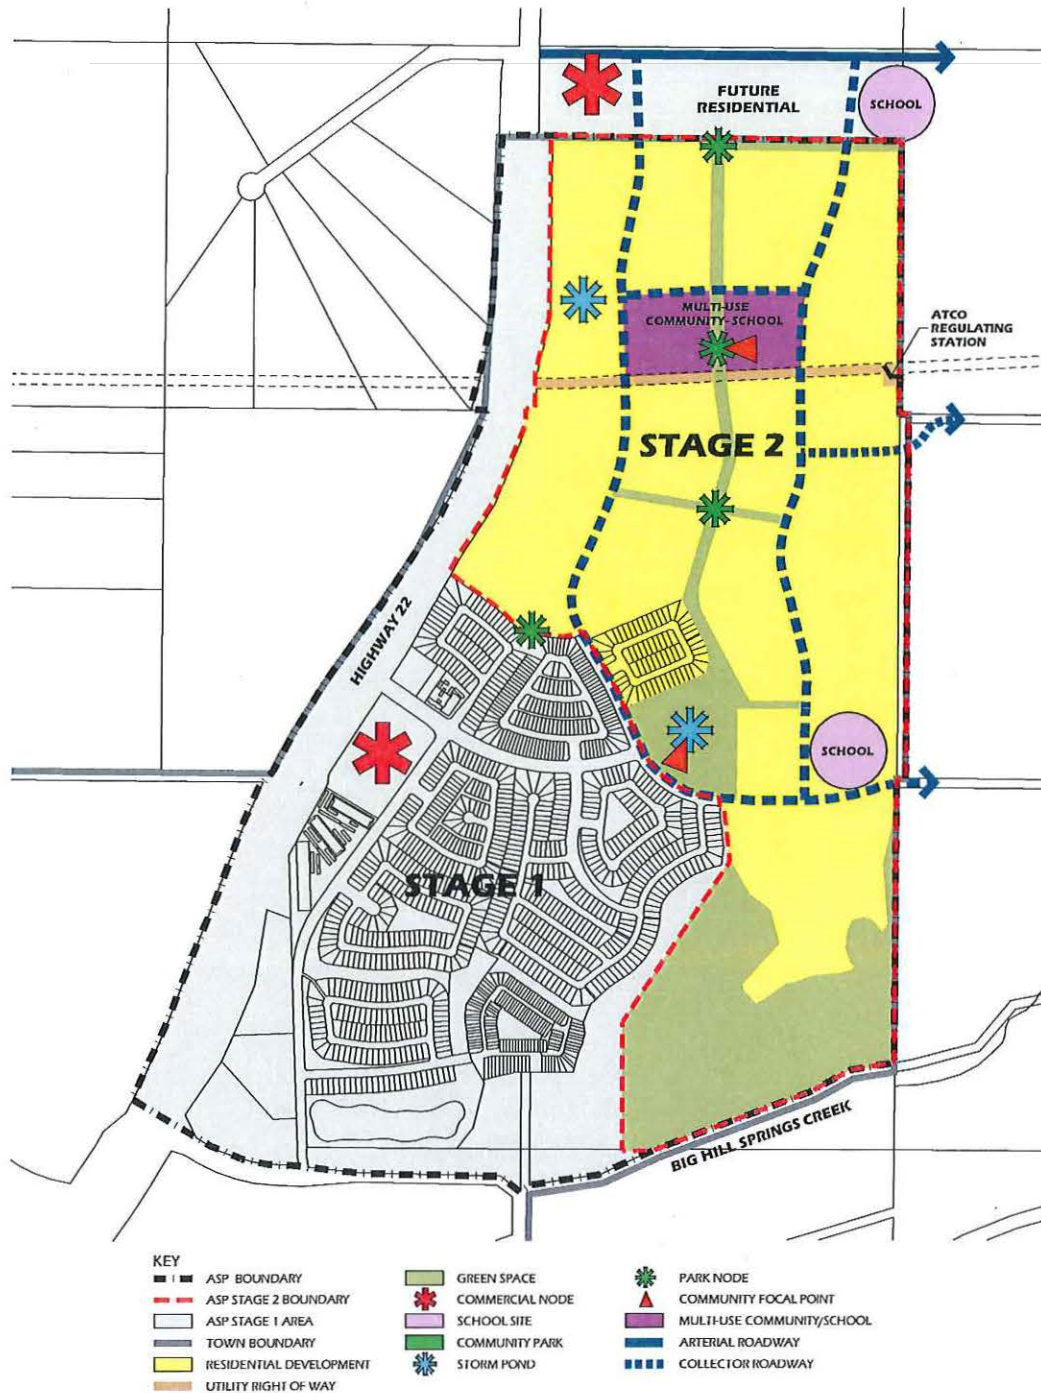 FUTURE
RESIDENTIAL
SCHOOL
MULTI-USE
COMMUNITY-SCHOOL
ATCO
REGULATING
STATION
STAGE 2
HIGHWAY 22
SCHOOL
STAGE 1
BIG HILL SPRINGS CREEK
KEY
ASP BOUNDARY
ASP STAGE 2 BOUNDARY
ASP STAGE 1 AREA
TOWN BOUNDARY
RESIDENTIAL DEVELOPMENT
UTILITY RIGHT OF WAY
GREEN SPACE
COMMERCIAL NODE
SCHOOL SITE
COMMUNITY PARK
STORM POND
PARK NODE
COMMUNITY FOCAL POINT
MULTI-USE COMMUNITY/SCHOOL
ARTERIAL ROADWAY
COLLECTOR ROADWAY